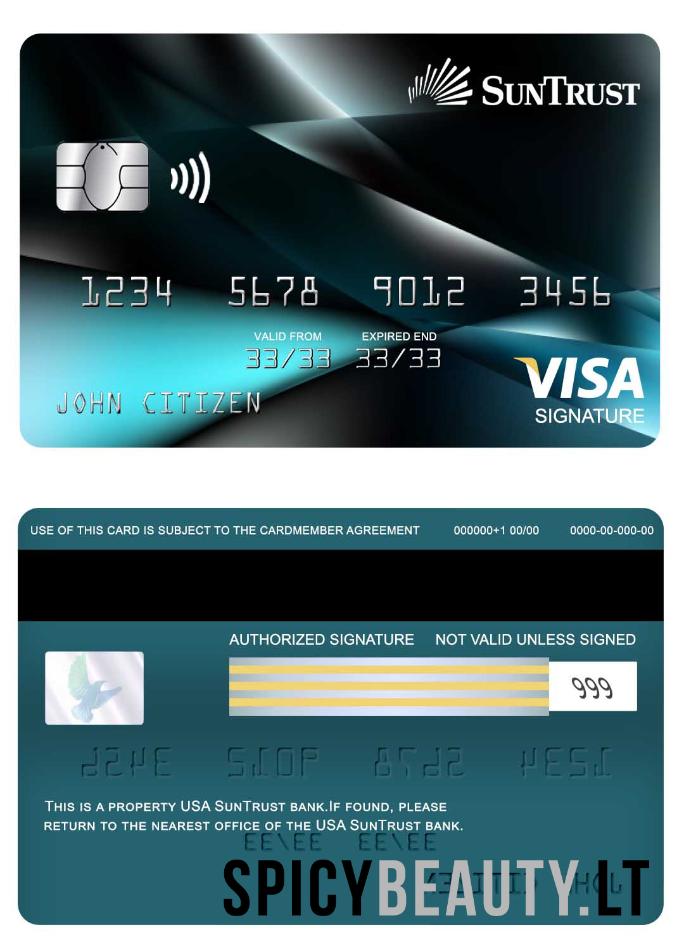 SUNTRUST
1234 5678 9012 3456
VALID FROM EXPIRED END
33/33 33/33
JOHN CITIZEN
VISA
SIGNATURE
USE OF THIS CARD IS SUBJECT TO THE CARDMEMBER AGREEMENT 000000+1 00/00 0000-00-000-00
AUTHORIZED SIGNATURE NOT VALID UNLESS SIGNED
999
THIS IS A PROPERTY USA SUNTRUST BANK.IF FOUND, PLEASE
RETURN TO THE NEAREST OFFICE OF THE USA SUNTRUST BANK.
SPICYBEAUTY.LT